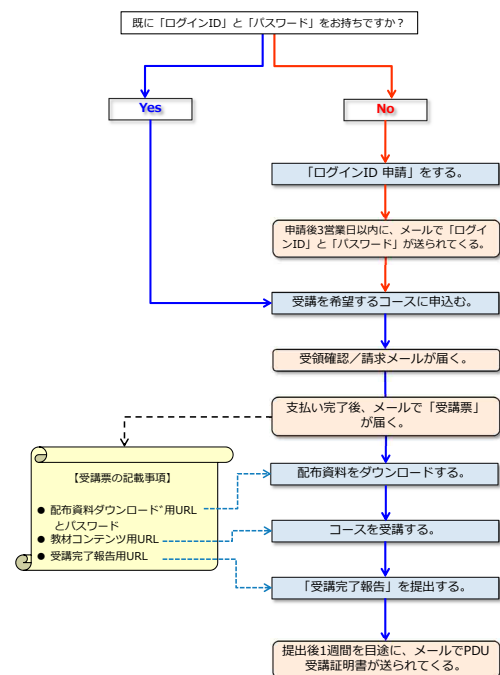 既に「ログインID」と「パスワード」をお持ちですか？
Yes
No
「ログインID 申請」をする。
申請後3営業日以内に、メールで「ログイ
ンID」と「パスワード」が送られてくる。
受講を希望するコースに申込む。
受領確認／請求メールが届く。
支払い完了後、メールで「受講票」
が届く。
【受講票の記載事項】
● 配布資料ダウンロード用URL
とパスワード
● 教材コンテンツ用URL
● 受講完了報告用URL
配布資料をダウンロードする。
コースを受講する。
「受講完了報告」を提出する。
提出後1週間を目途に、メールでPDU
受講証明書が送られてくる。